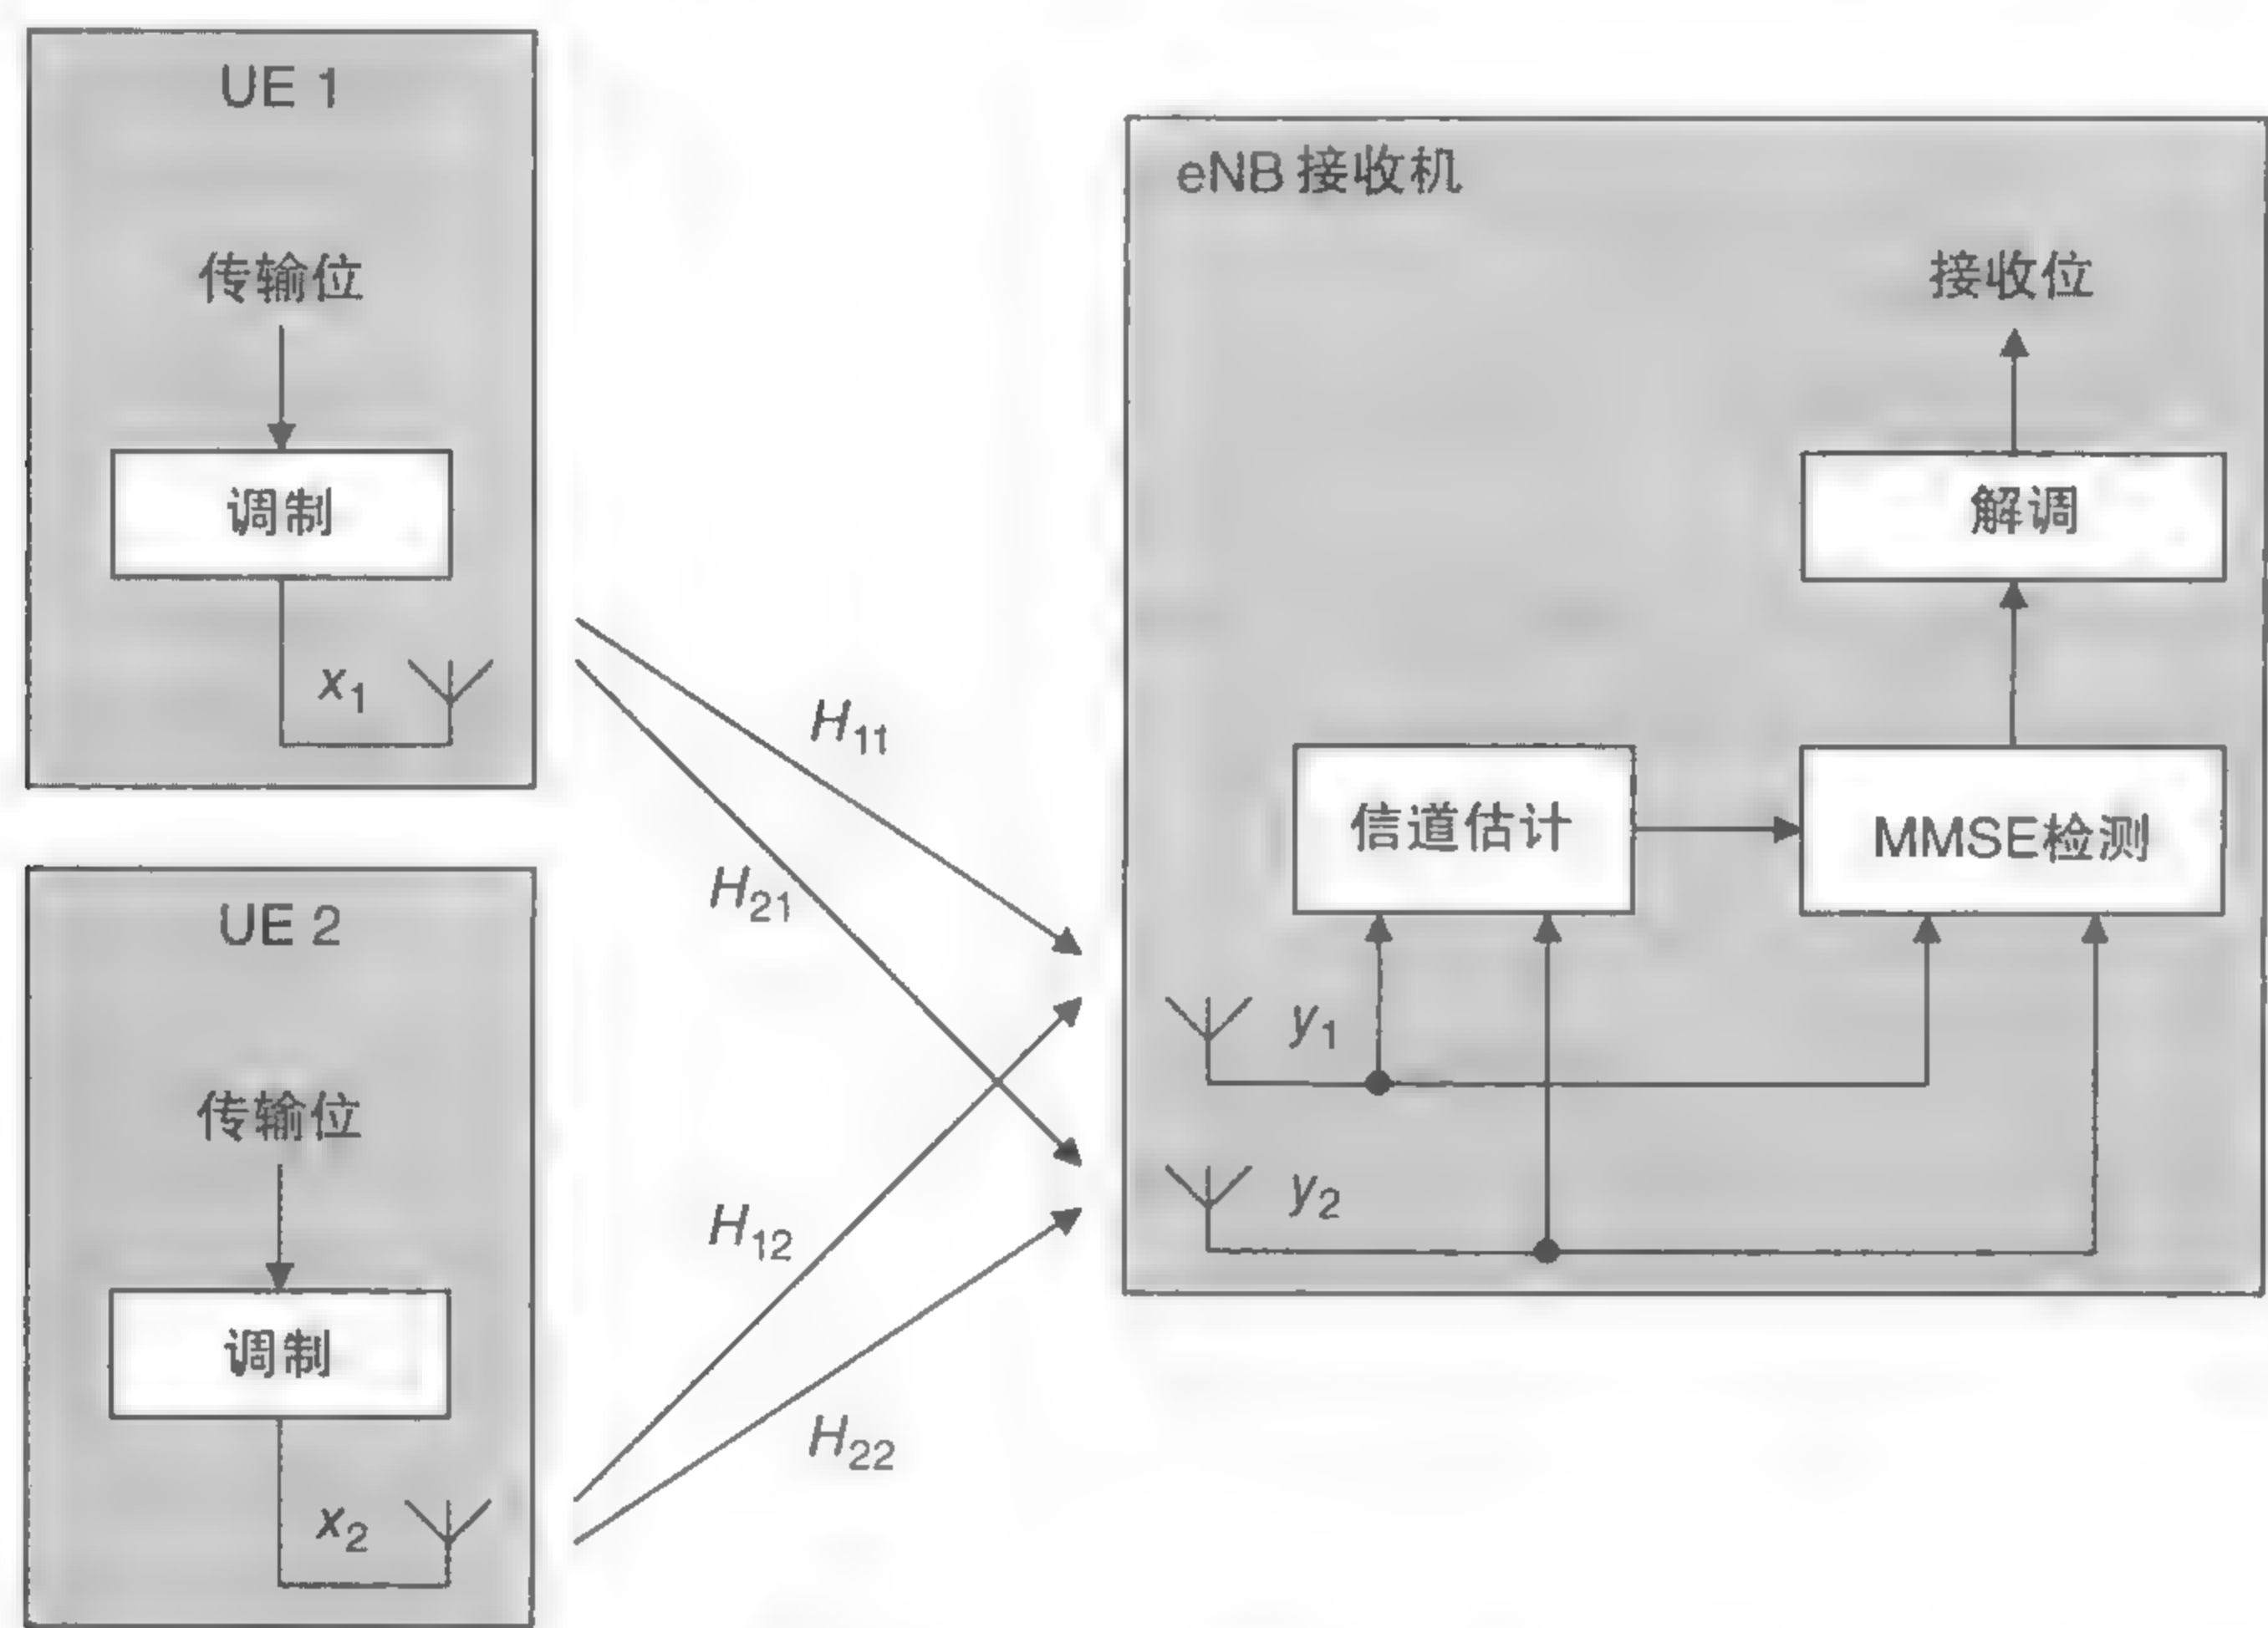 UE 1
传输位
调制
x₁
UE 2
传输位
调制
x₂
H₁₁
H₂₁
H₁₂
H₂₂
eNB 接收机
接收位
解调
信道估计
MMSE检测
y₁
y₂